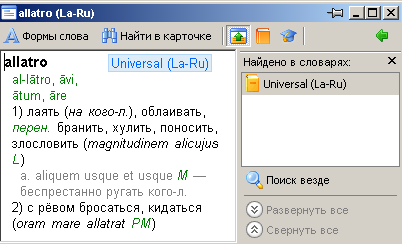 allatro (La-Ru)
Формы слова
Найти в карточке
allatro
Universal (La-Ru)
al-lātro, āvi,
ātum, āre
1) лаять (на кого-л.), облаивать,
перен. бранить, хулить, поносить,
злословить (magnitudinem alicujus
L)
a. aliquem usque et usque M —
беспрестанно ругать кого-л.
2) с рёвом бросаться, кидаться
(oram mare allatrat PM)
Найдено в словарях:
Universal (La-Ru)
Поиск везде
Развернуть все
Свернуть все